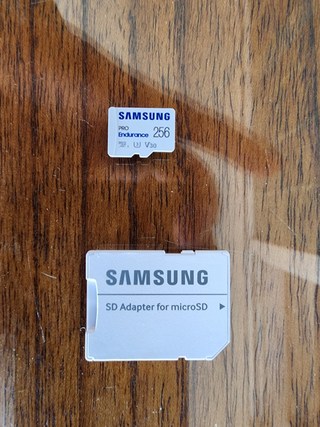 SAMSUNG
PRO
Endurance 256
U3 V30
SAMSUNG
SD Adapter for microSD ▶